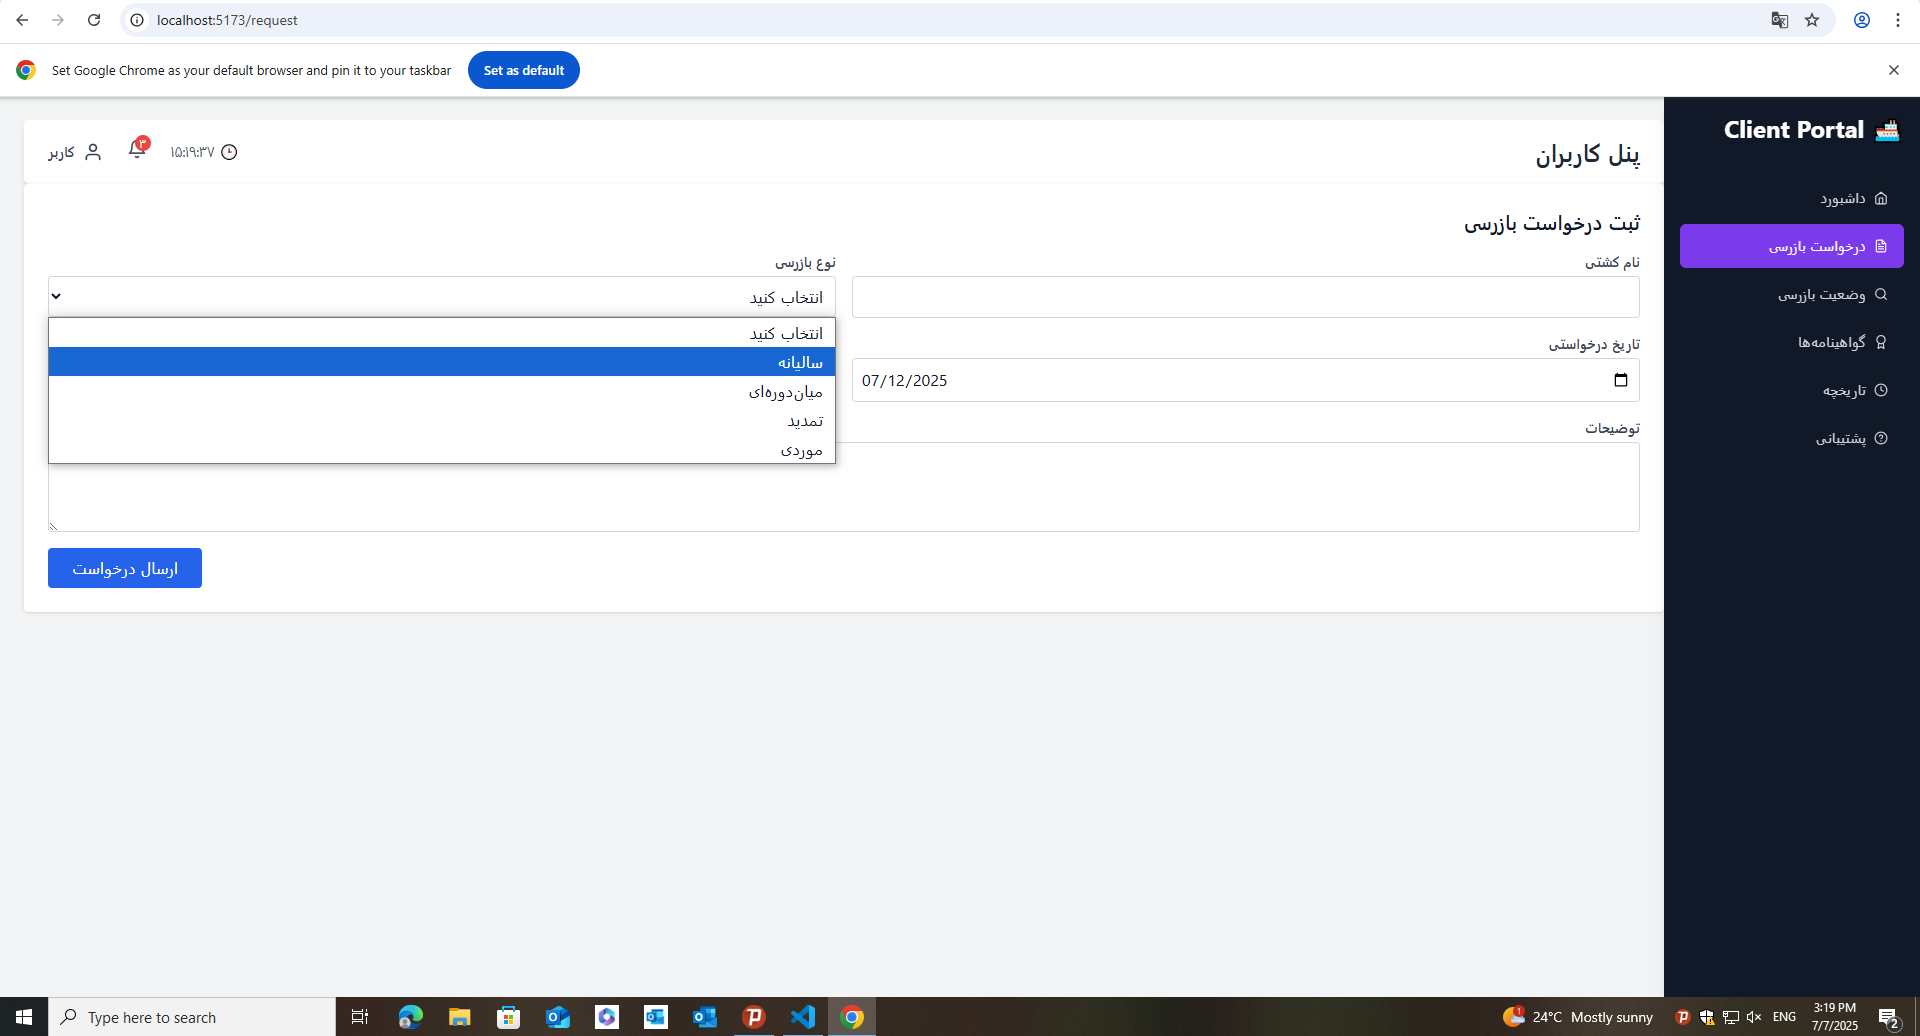 localhost:5173/request
Set Google Chrome as your default browser and pin it to your taskbar
Set as default
Client Portal
پنل کاربران
۱۵:۱۹:۳۷
۳
کاربر
داشبورد
درخواست بازرسی
وضعیت بازرسی
گواهینامه‌ها
تاریخچه
پشتیبانی
ثبت درخواست بازرسی
نام کشتی
نوع بازرسی
انتخاب کنید
انتخاب کنید
سالیانه
میان‌دوره‌ای
تمدید
موردی
تاریخ درخواستی
07/12/2025
توضیحات
ارسال درخواست
Type here to search
1
24°C Mostly sunny
ENG
3:19 PM
7/7/2025
2